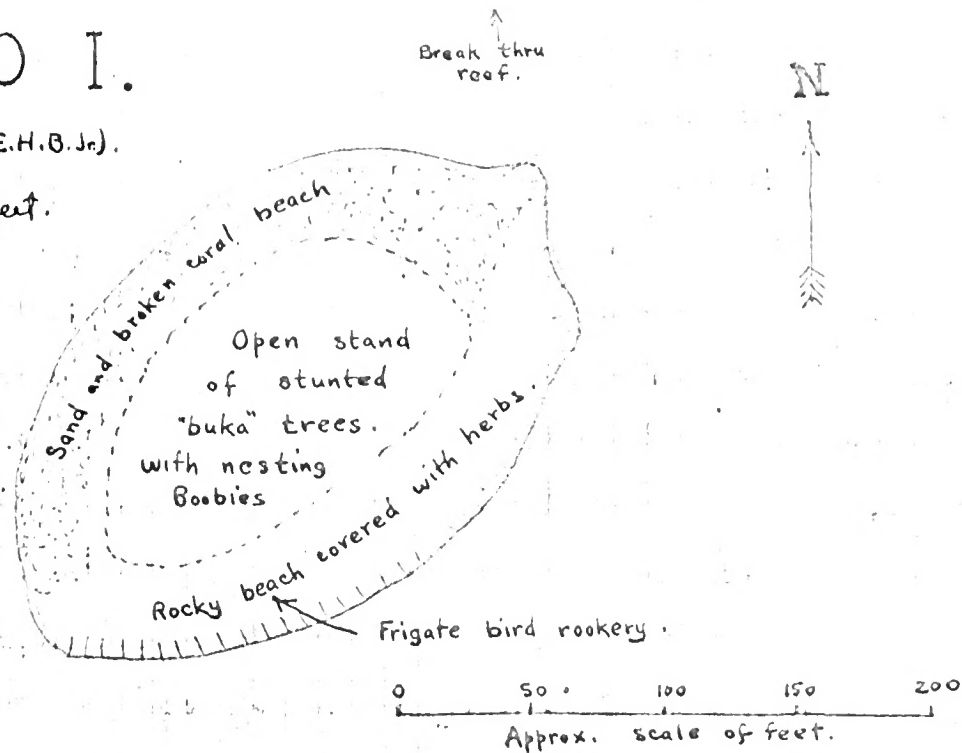 O I.
E.H.B.Jr.).
eet.
Break thru
reef.
N
Sand and broken coral beach
Open stand
of stunted
"buka" trees.
with nesting
Boobies
Rocky beach covered with herbs.
Frigate bird rookery.
0 50 100 150 200
Approx. scale of feet.